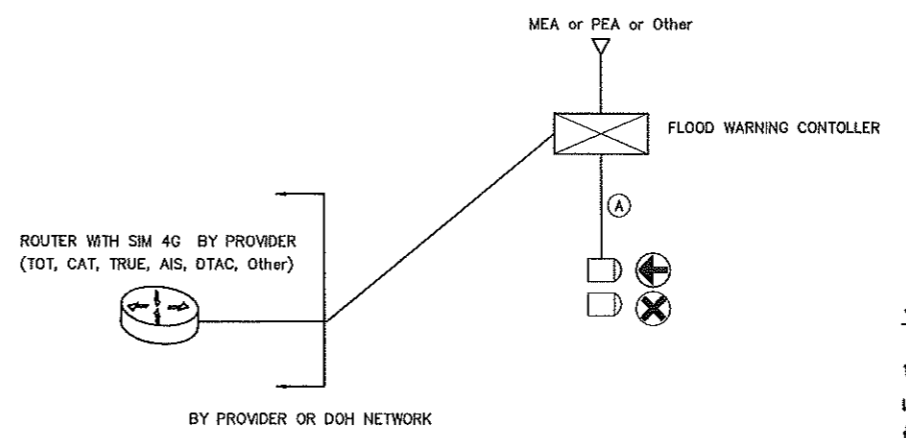 MEA or PEA or Other
FLOOD WARNING CONTOLLER
A
ROUTER WITH SIM 4G BY PROVIDER
(TOT, CAT, TRUE, AIS, DTAC, Other)
BY PROVIDER OR DOH NETWORK